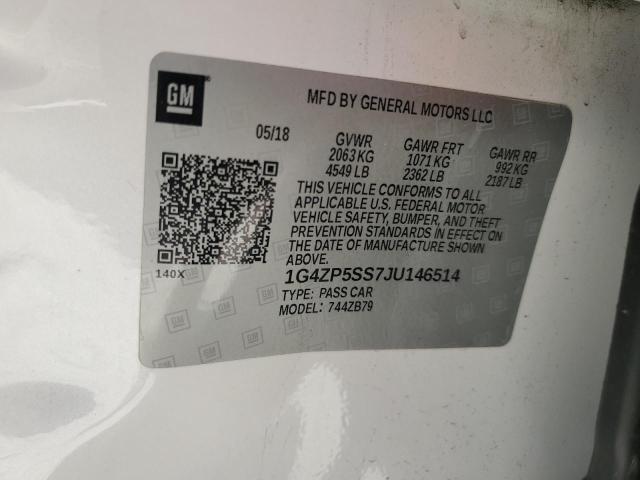 GM
MFD BY GENERAL MOTORS LLC
05/18
GVWR
2063 KG
4549 LB
GAWR FRT
1071 KG
2362 LB
GAWR RR
992 KG
2187 LB
THIS VEHICLE CONFORMS TO ALL
APPLICABLE U.S. FEDERAL MOTOR
VEHICLE SAFETY, BUMPER, AND THEFT
PREVENTION STANDARDS IN EFFECT ON
THE DATE OF MANUFACTURE SHOWN
ABOVE.
140X
1G4ZP5SS7JU146514
TYPE: PASS CAR
MODEL: 744ZB79